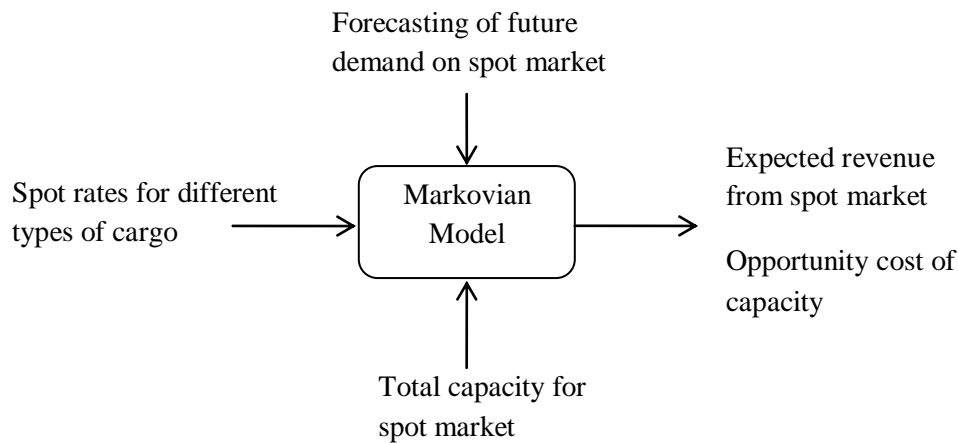 Forecasting of future
demand on spot market
Spot rates for different
types of cargo
Markovian
Model
Expected revenue
from spot market
Opportunity cost of
capacity
Total capacity for
spot market